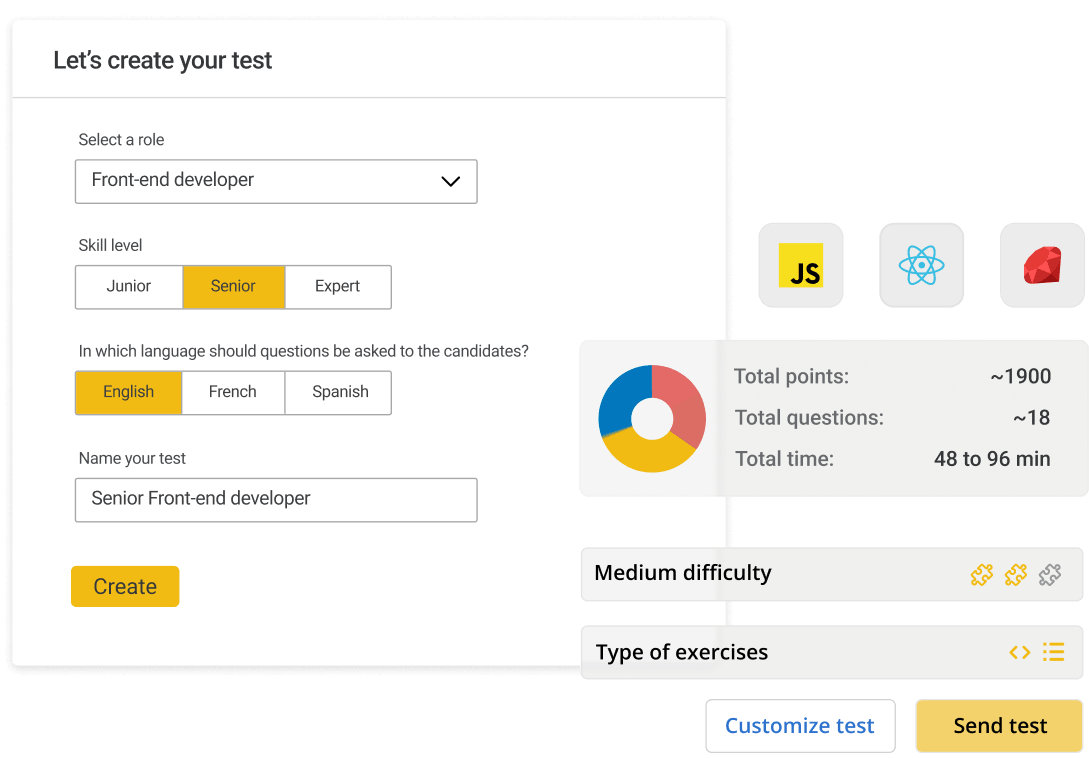 Let’s create your test
Select a role
Front-end developer
Skill level
Junior Senior Expert
In which language should questions be asked to the candidates?
English French Spanish
Name your test
Senior Front-end developer
Create
JS
Total points: ~1900
Total questions: ~18
Total time: 48 to 96 min
Medium difficulty
Type of exercises
Customize test Send test